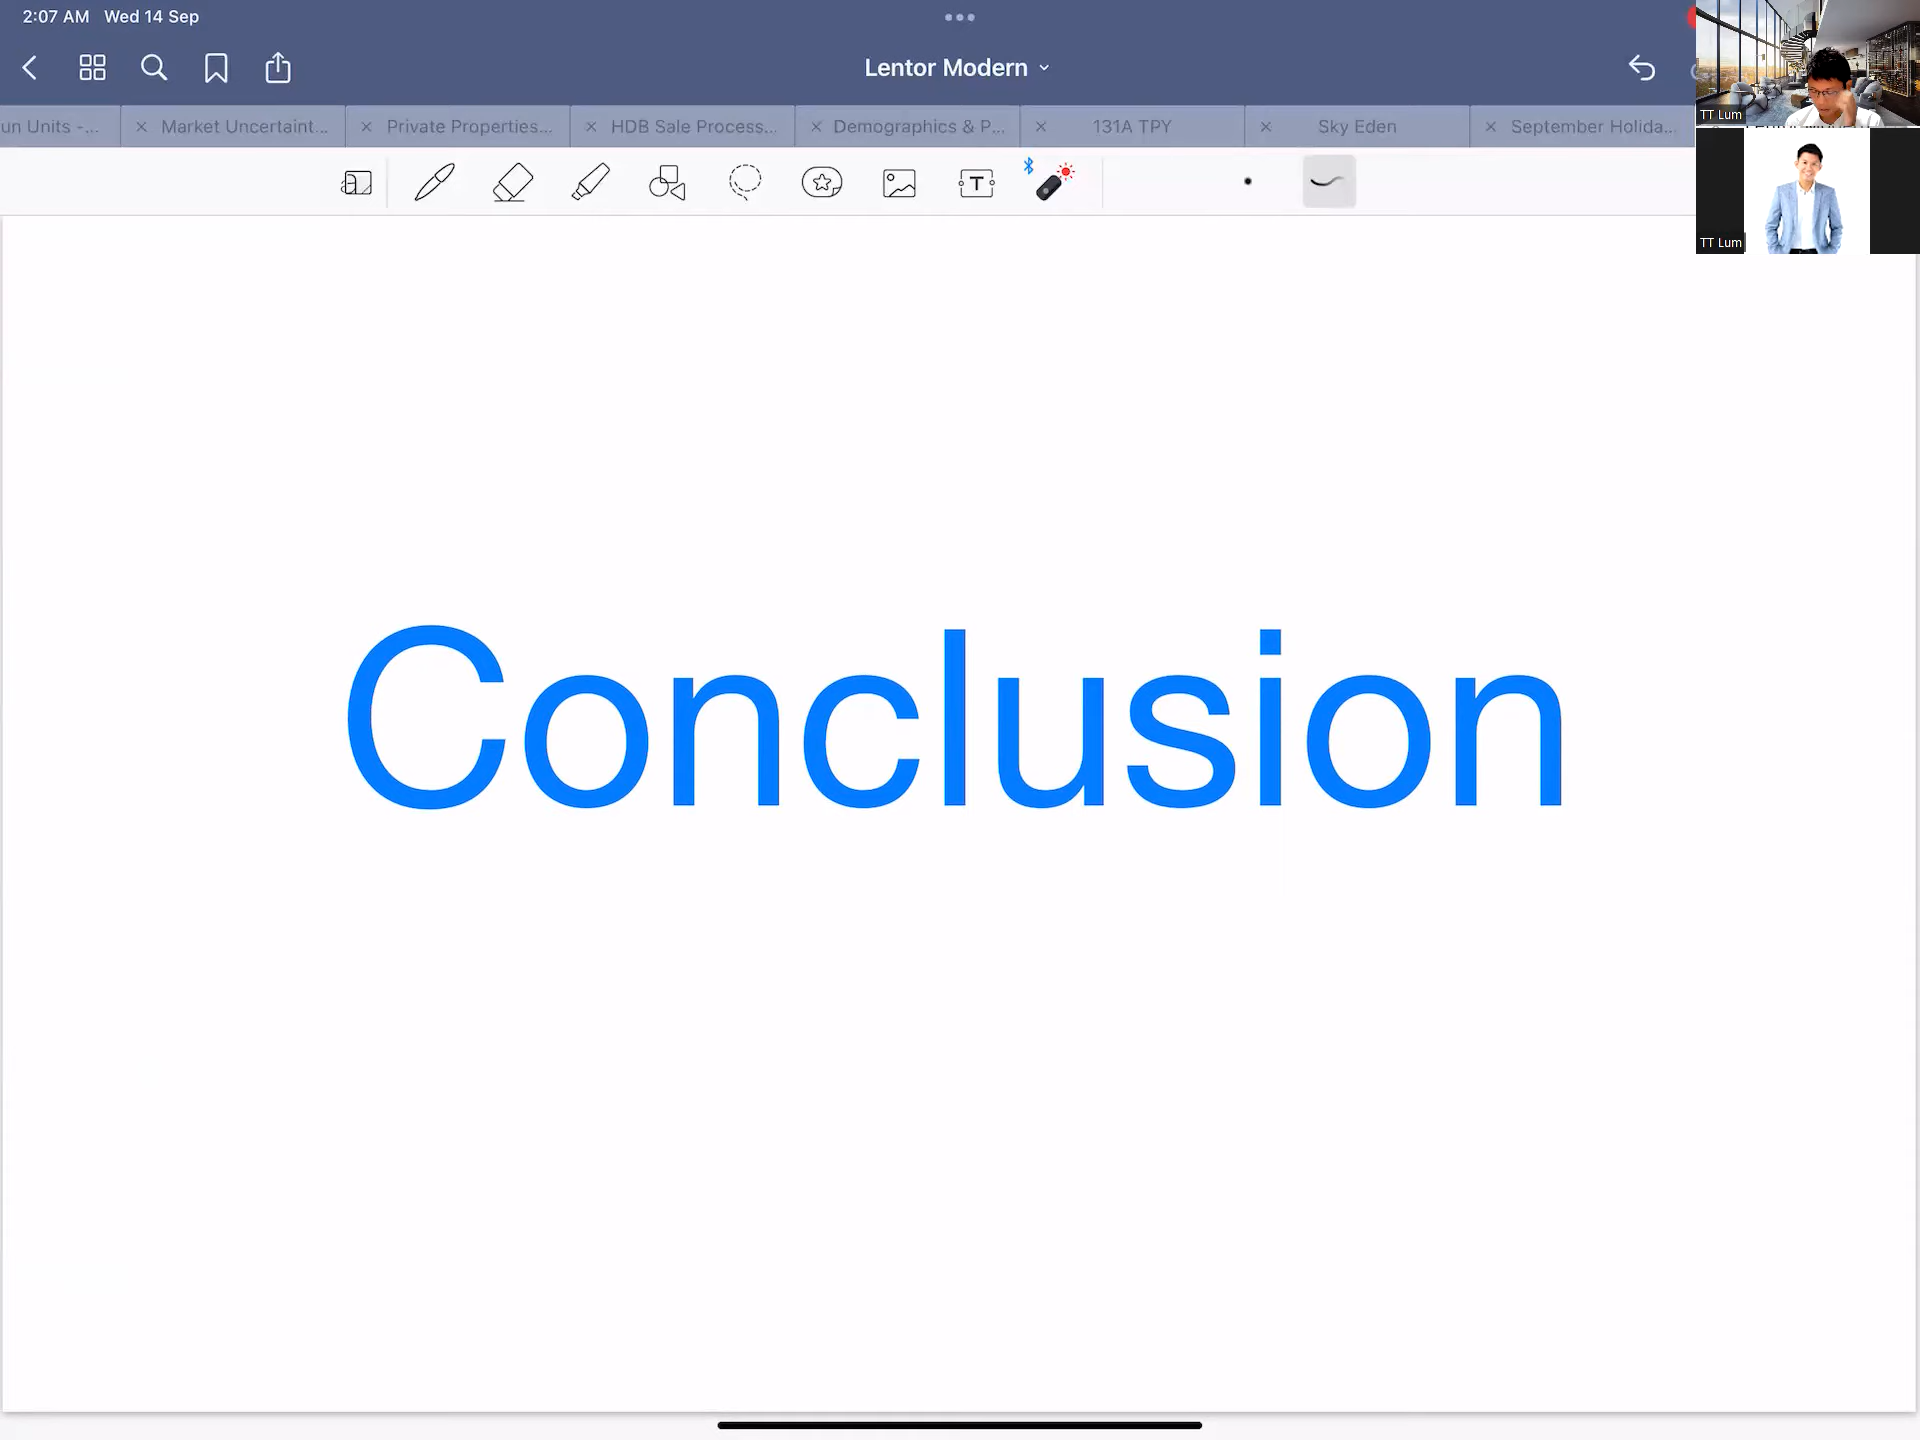 2:07 AM Wed 14 Sep
Lentor Modern
un Units -...
Market Uncertaint...
Private Properties...
HDB Sale Process...
Demographics & P...
131A TPY
Sky Eden
September Holida...
TT Lum
TT Lum
T
Conclusion